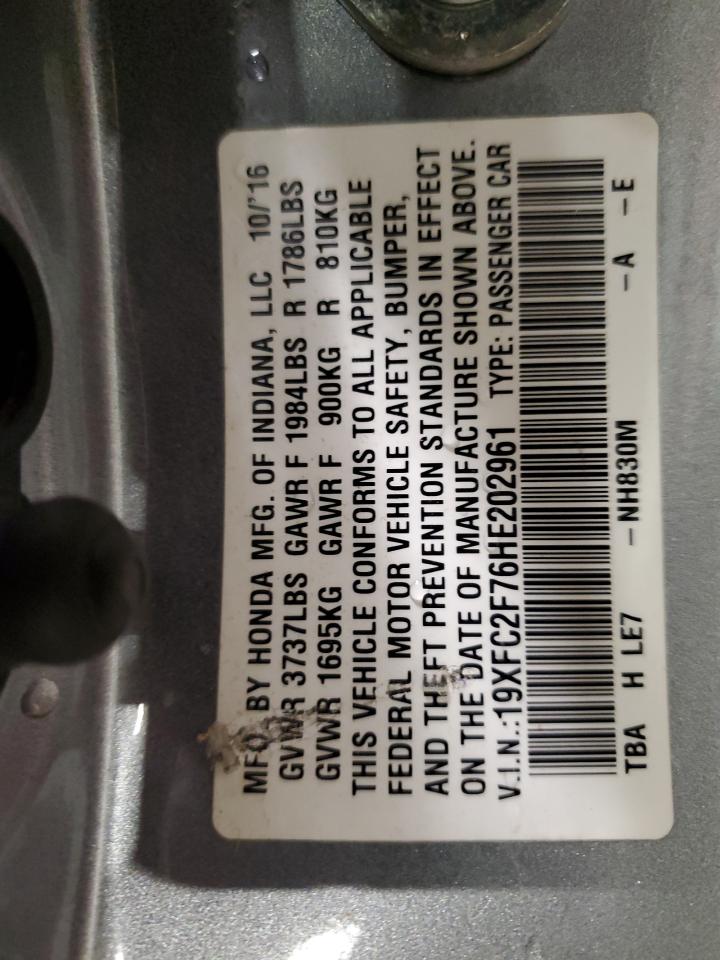 MFD. BY HONDA MFG. OF INDIANA, LLC 10/'16
GVWR 3737LBS GAWR F 1984LBS R 1786LBS
GVWR 1695KG GAWR F 900KG R 810KG
THIS VEHICLE CONFORMS TO ALL APPLICABLE
FEDERAL MOTOR VEHICLE SAFETY, BUMPER,
AND THEFT PREVENTION STANDARDS IN EFFECT
ON THE DATE OF MANUFACTURE SHOWN ABOVE.
V.I.N.:19XFC2F76HE202961 TYPE: PASSENGER CAR
TBA H LE7 – NH830M – A – E